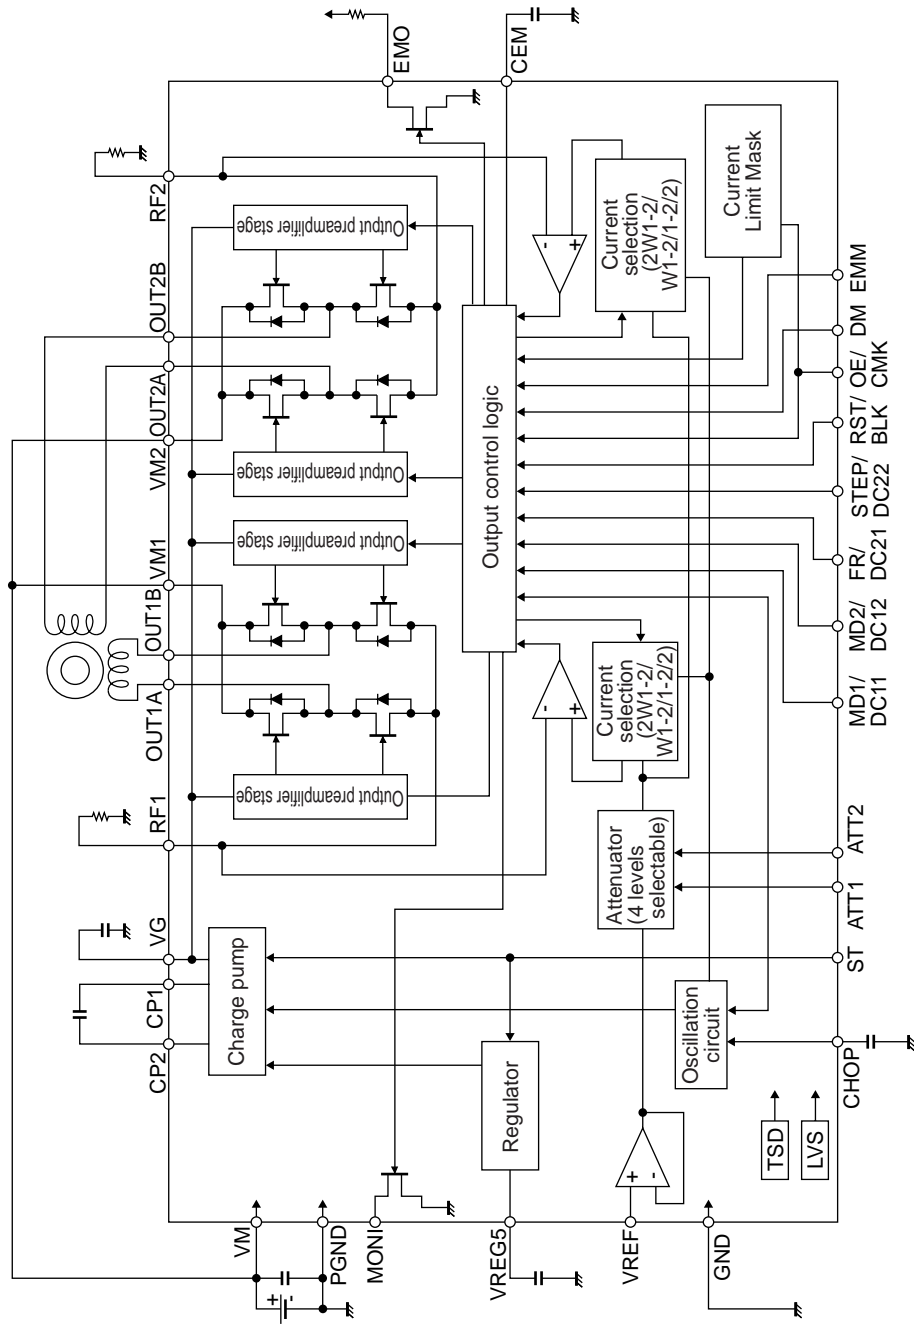 VM
PGND
MONI
VREG5
VREF
GND
+
-
CP2
CP1
VG
RF1
OUT1A
OUT1B
VM1
VM2
OUT2A
OUT2B
RF2
EMO
CEM
Charge pump
Regulator
+
-
Output preamplifier stage
Output preamplifier stage
Output preamplifier stage
Output preamplifier stage
Output control logic
-
+
-
+
Attenuator
(4 levels
selectable)
Current
selection
(2W1-2/
W1-2/1-2/2)
Current
selection
(2W1-2/
W1-2/1-2/2)
Current
Limit Mask
Oscillation
circuit
TSD
LVS
CHOP
ST
ATT1
ATT2
MD1/
DC11
MD2/
DC12
FR/
DC21
STEP/
DC22
RST/
BLK
OE/
CMK
DM
EMM